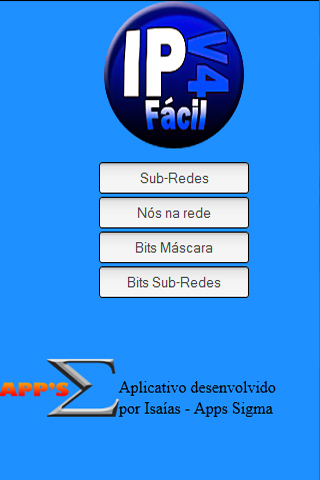 IP V4
Fácil
Sub-Redes
Nós na rede
Bits Máscara
Bits Sub-Redes
APP'S Σ
Aplicativo desenvolvido
por Isaías - Apps Sigma